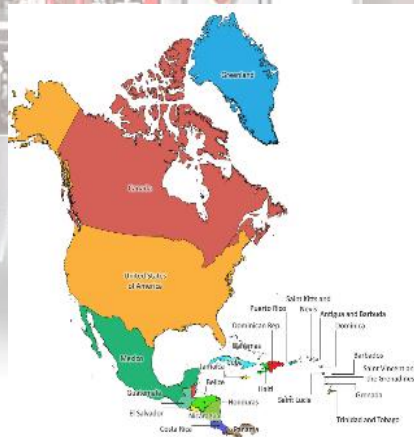 Greenland
Canada
United States
of America
Mexico
Saint Kitts and
Nevis
Puerto Rico
Antigua and Barbuda
Dominican Rep.
Dominica
Bahamas
Barbados
Jamaica
Saint Vincent and
the Grenadines
Belize
Haiti
Guatemala
Saint Lucia
Grenada
Honduras
El Salvador
Nicaragua
Trinidad and Tobago
Costa Rica
Panama